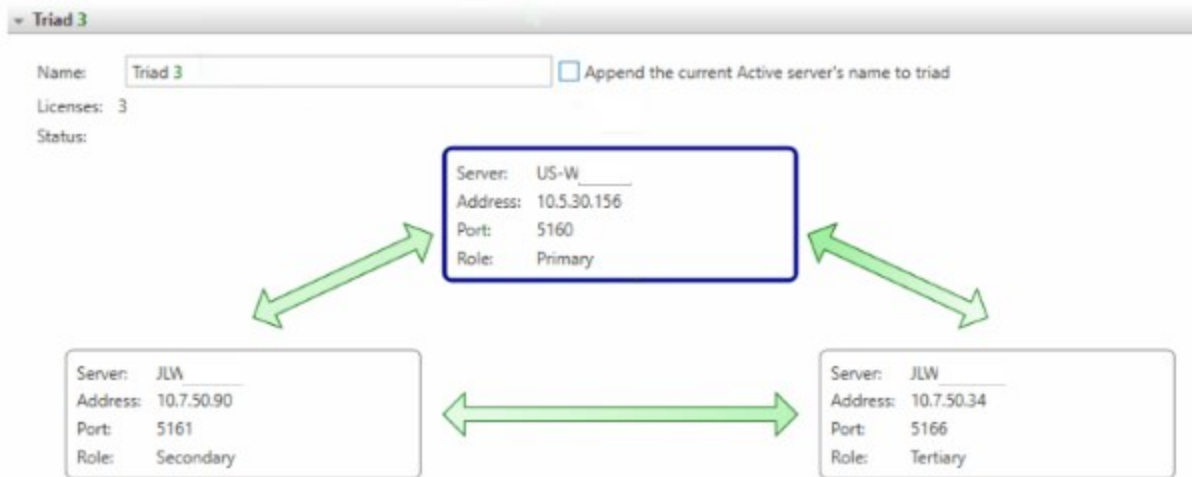 Triad 3
Name: Triad 3 Append the current Active server's name to triad
Licenses: 3
Status:
Server: US-W
Address: 10.5.30.156
Port: 5160
Role: Primary
Server: JLW
Address: 10.7.50.90
Port: 5161
Role: Secondary
Server: JLW
Address: 10.7.50.34
Port: 5166
Role: Tertiary